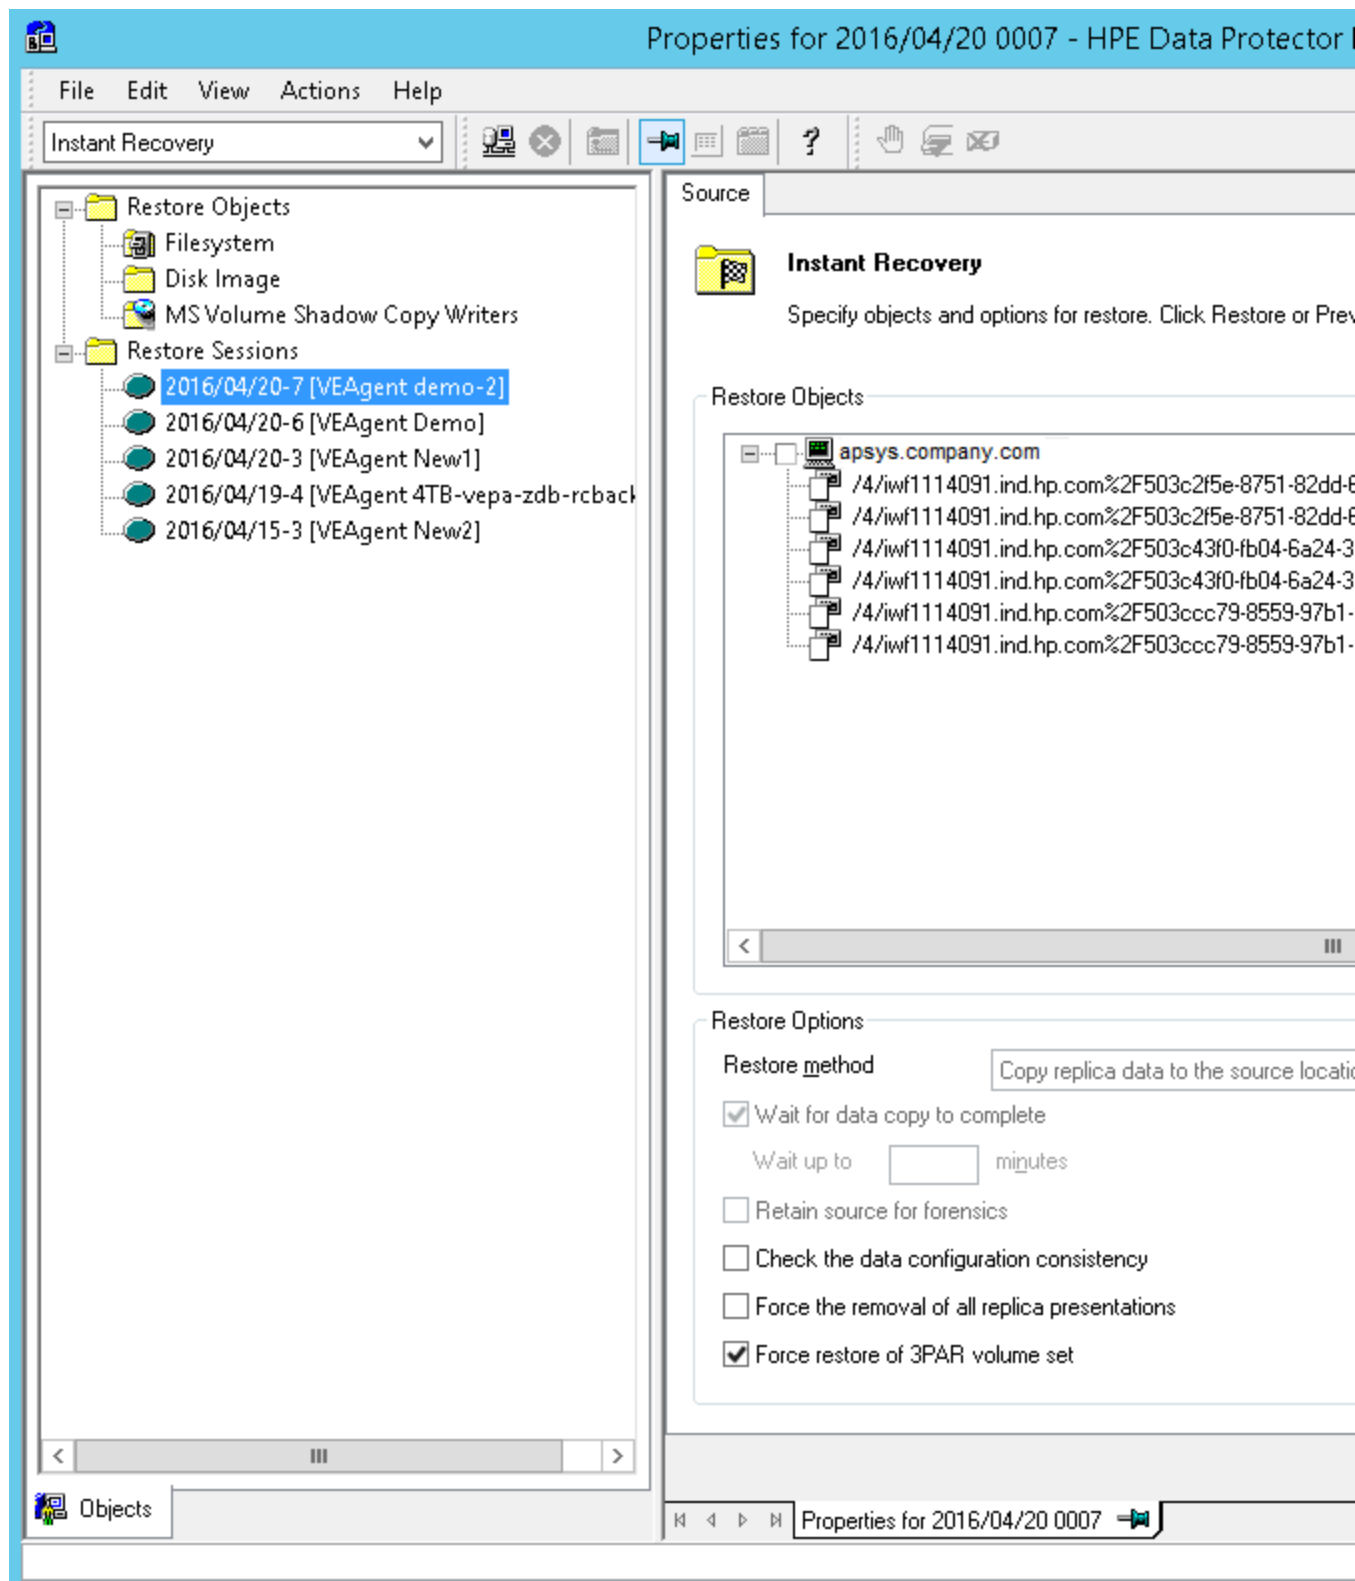 Properties for 2016/04/20 0007 - HPE Data Protector
File Edit View Actions Help
Instant Recovery
Restore Objects
Filesystem
Disk Image
MS Volume Shadow Copy Writers
Restore Sessions
2016/04/20-7 [VEAgent demo-2]
2016/04/20-6 [VEAgent Demo]
2016/04/20-3 [VEAgent New1]
2016/04/19-4 [VEAgent 4TB-vepa-zdb-rcback
2016/04/15-3 [VEAgent New2]
Objects
Source
Instant Recovery
Specify objects and options for restore. Click Restore or Prev
Restore Objects
apsys.company.com
/4/iwf1114091.ind.hp.com%2F503c2f5e-8751-82dd-6
/4/iwf1114091.ind.hp.com%2F503c2f5e-8751-82dd-6
/4/iwf1114091.ind.hp.com%2F503c43f0-fb04-6a24-3
/4/iwf1114091.ind.hp.com%2F503c43f0-fb04-6a24-3
/4/iwf1114091.ind.hp.com%2F503ccc79-8559-97b1-
/4/iwf1114091.ind.hp.com%2F503ccc79-8559-97b1-
Restore Options
Restore method Copy replica data to the source locatio
Wait for data copy to complete
Wait up to minutes
Retain source for forensics
Check the data configuration consistency
Force the removal of all replica presentations
Force restore of 3PAR volume set
Properties for 2016/04/20 0007